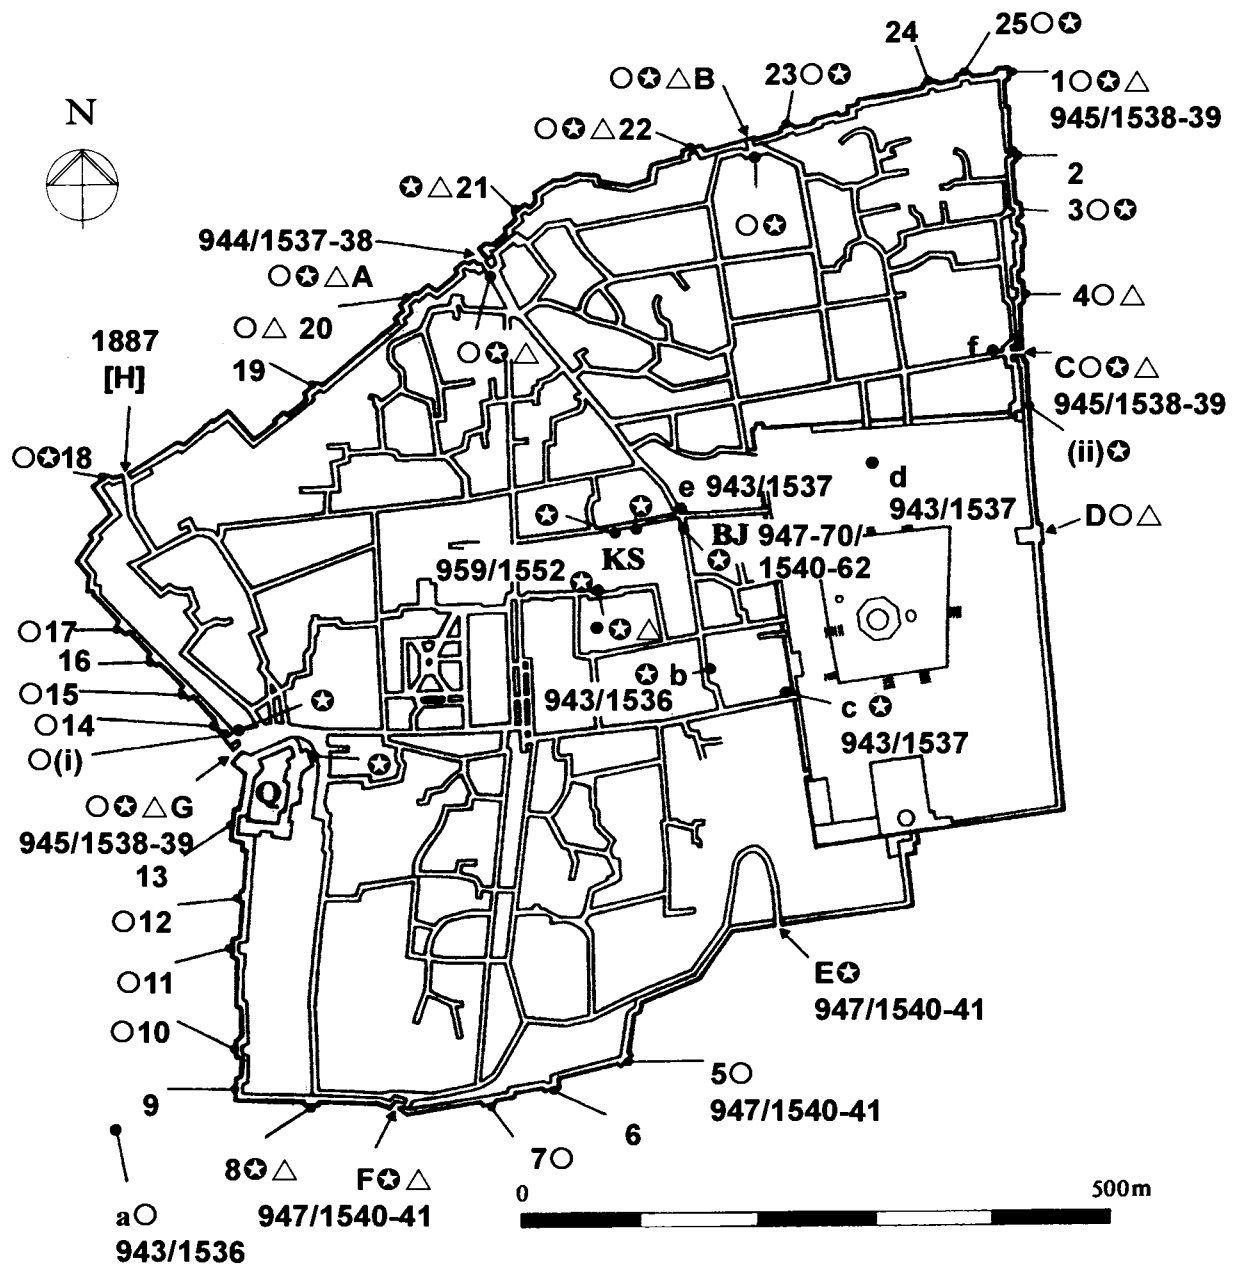 24
25○✪
○✪△B
23○✪
1○✪△
945/1538-39
N
○✪△22
2
✪△21
3○✪
○✪
944/1537-38
○✪△A
4○△
○△ 20
1887
[H]
19
○✪△
f
C○✪△
945/1538-39
(ii)✪
○✪18
d
943/1537
e 943/1537
✪
✪
BJ
947-70/
1540-62
D○△
KS
✪
959/1552
✪
✪△
○17
16
✪
b
943/1536
○15
✪
c ✪
943/1537
○14
○(i)
✪
Q
○✪△G
945/1538-39
13
○12
○11
E✪
947/1540-41
○10
5○
947/1540-41
9
6
7○
8✪△
F✪△
947/1540-41
a○
943/1536
0
500m